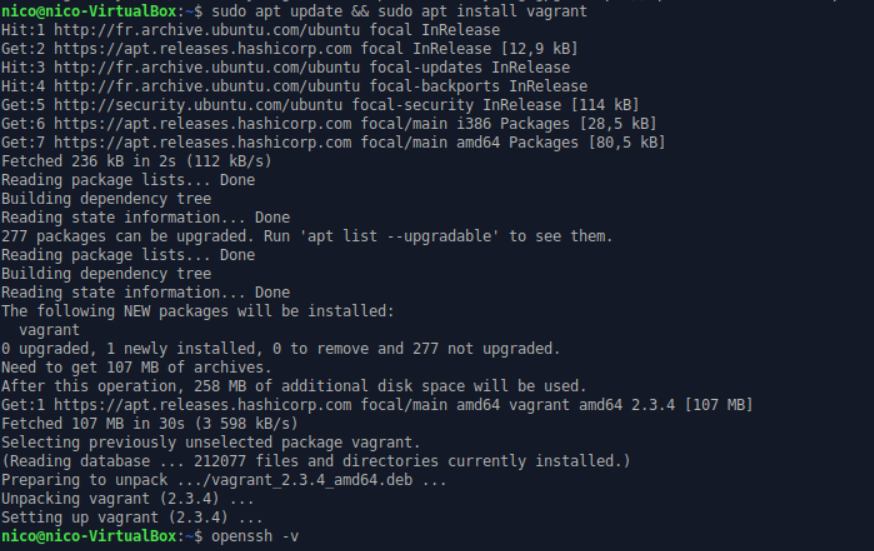 nico@nico-VirtualBox:~$ sudo apt update && sudo apt install vagrant
Hit:1 http://fr.archive.ubuntu.com/ubuntu focal InRelease
Get:2 https://apt.releases.hashicorp.com focal InRelease [12,9 kB]
Hit:3 http://fr.archive.ubuntu.com/ubuntu focal-updates InRelease
Hit:4 http://fr.archive.ubuntu.com/ubuntu focal-backports InRelease
Get:5 http://security.ubuntu.com/ubuntu focal-security InRelease [114 kB]
Get:6 https://apt.releases.hashicorp.com focal/main i386 Packages [28,5 kB]
Get:7 https://apt.releases.hashicorp.com focal/main amd64 Packages [80,5 kB]
Fetched 236 kB in 2s (112 kB/s)
Reading package lists... Done
Building dependency tree
Reading state information... Done
277 packages can be upgraded. Run 'apt list --upgradable' to see them.
Reading package lists... Done
Building dependency tree
Reading state information... Done
The following NEW packages will be installed:
  vagrant
0 upgraded, 1 newly installed, 0 to remove and 277 not upgraded.
Need to get 107 MB of archives.
After this operation, 258 MB of additional disk space will be used.
Get:1 https://apt.releases.hashicorp.com focal/main amd64 vagrant amd64 2.3.4 [107 MB]
Fetched 107 MB in 30s (3 598 kB/s)
Selecting previously unselected package vagrant.
(Reading database ... 212077 files and directories currently installed.)
Preparing to unpack .../vagrant_2.3.4_amd64.deb ...
Unpacking vagrant (2.3.4) ...
Setting up vagrant (2.3.4) ...
nico@nico-VirtualBox:~$ openssh -v